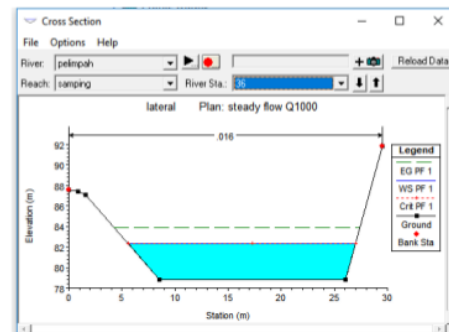 Cross Section
File Options Help
River: pelimpah
Reload Data
Reach: samping River Sta.: 36
lateral Plan: steady flow Q1000
.016
Legend
EG PF 1
WS PF 1
Crit PF 1
Ground
Bank Sta
Elevation (m)
92
90
88
86
84
82
80
78
0 5 10 15 20 25 30
Station (m)